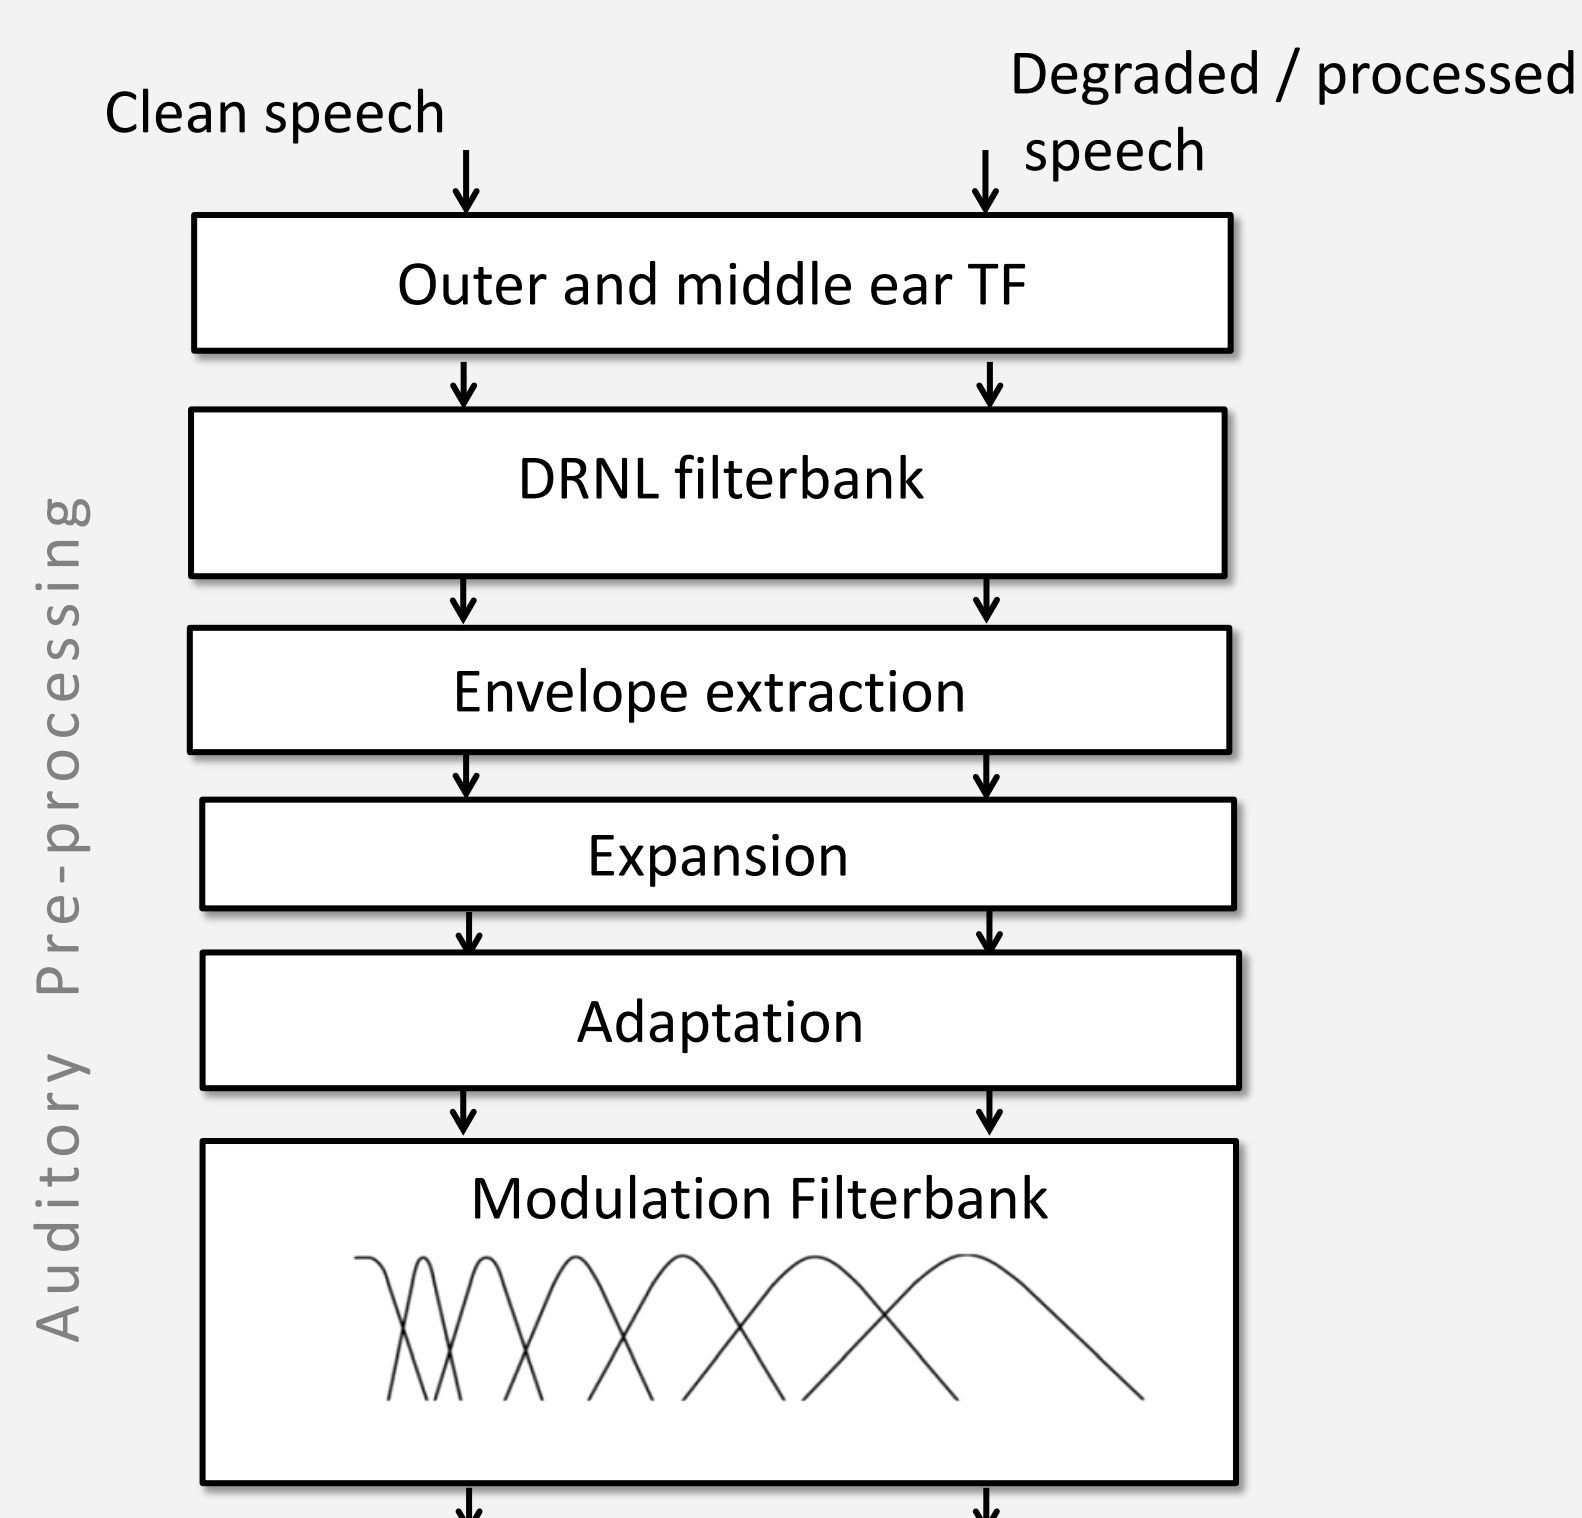 Clean speech
Degraded / processed
speech
Outer and middle ear TF
DRNL filterbank
Envelope extraction
Expansion
Adaptation
Modulation Filterbank
Auditory Pre-processing